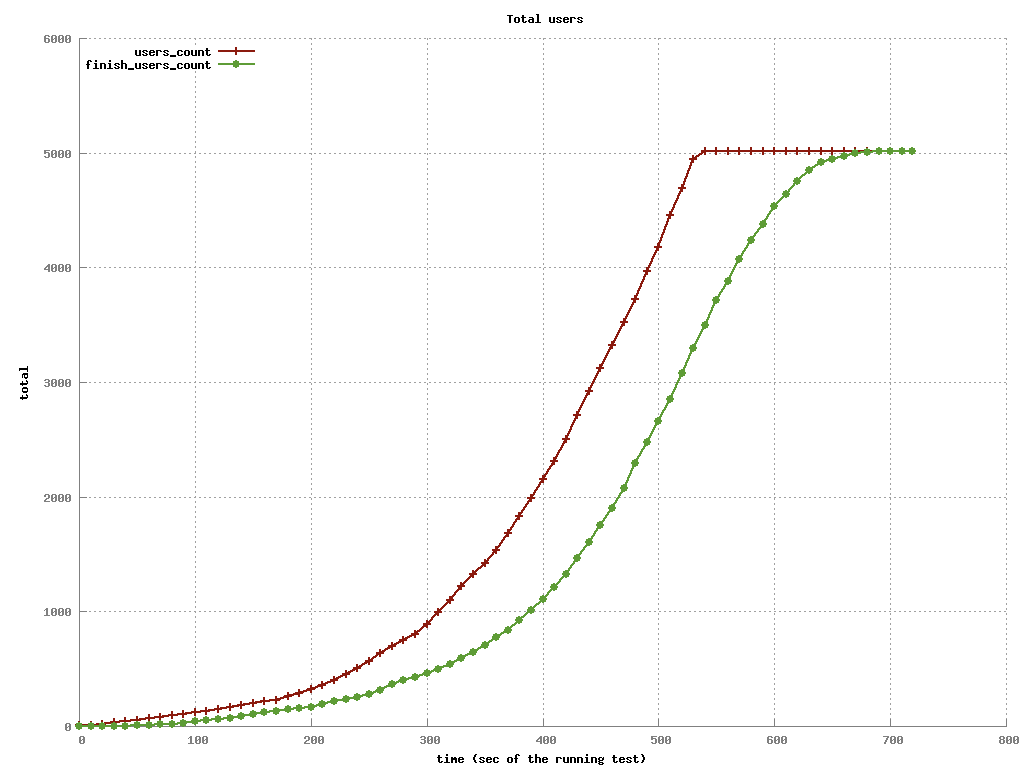 Total users
6000
users_count
finish_users_count
5000
4000
total
3000
2000
1000
0
0 100 200 300 400 500 600 700 800
time (sec of the running test)